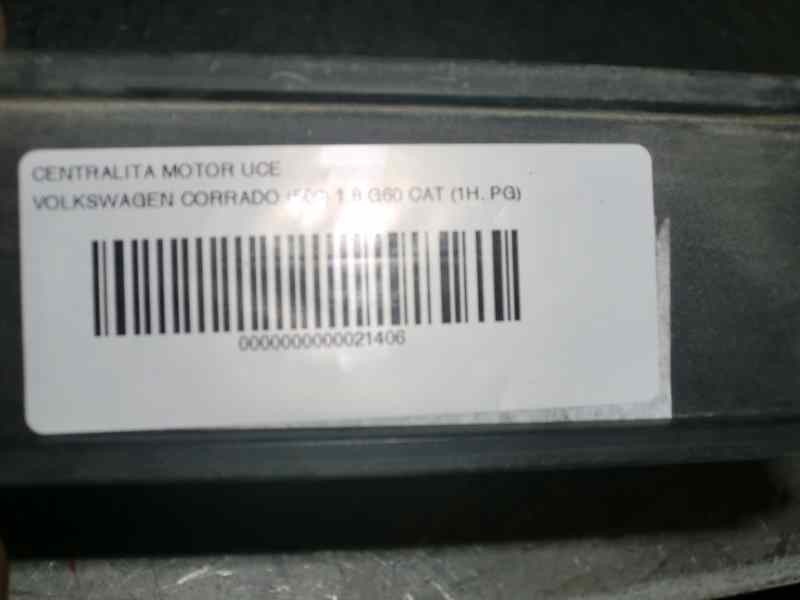 CENTRALITA MOTOR UCE
VOLKSWAGEN CORRADO 1.8 G60 CAT (1H. PG)
0000000000021406